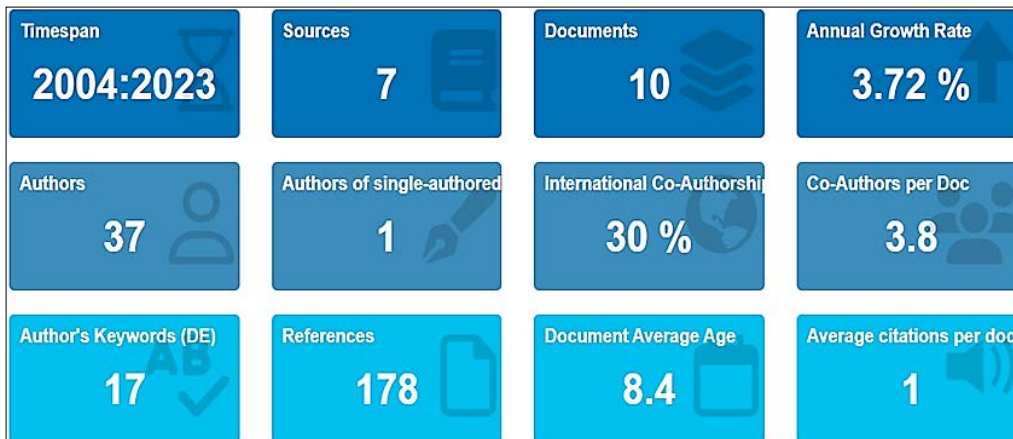 Timespan
2004:2023
Sources
7
Documents
10
Annual Growth Rate
3.72 %
Authors
37
Authors of single-authored
1
International Co-Authorshi
30 %
Co-Authors per Doc
3.8
Author's Keywords (DE)
AB
17
References
178
Document Average Age
8.4
Average citations per doc
1